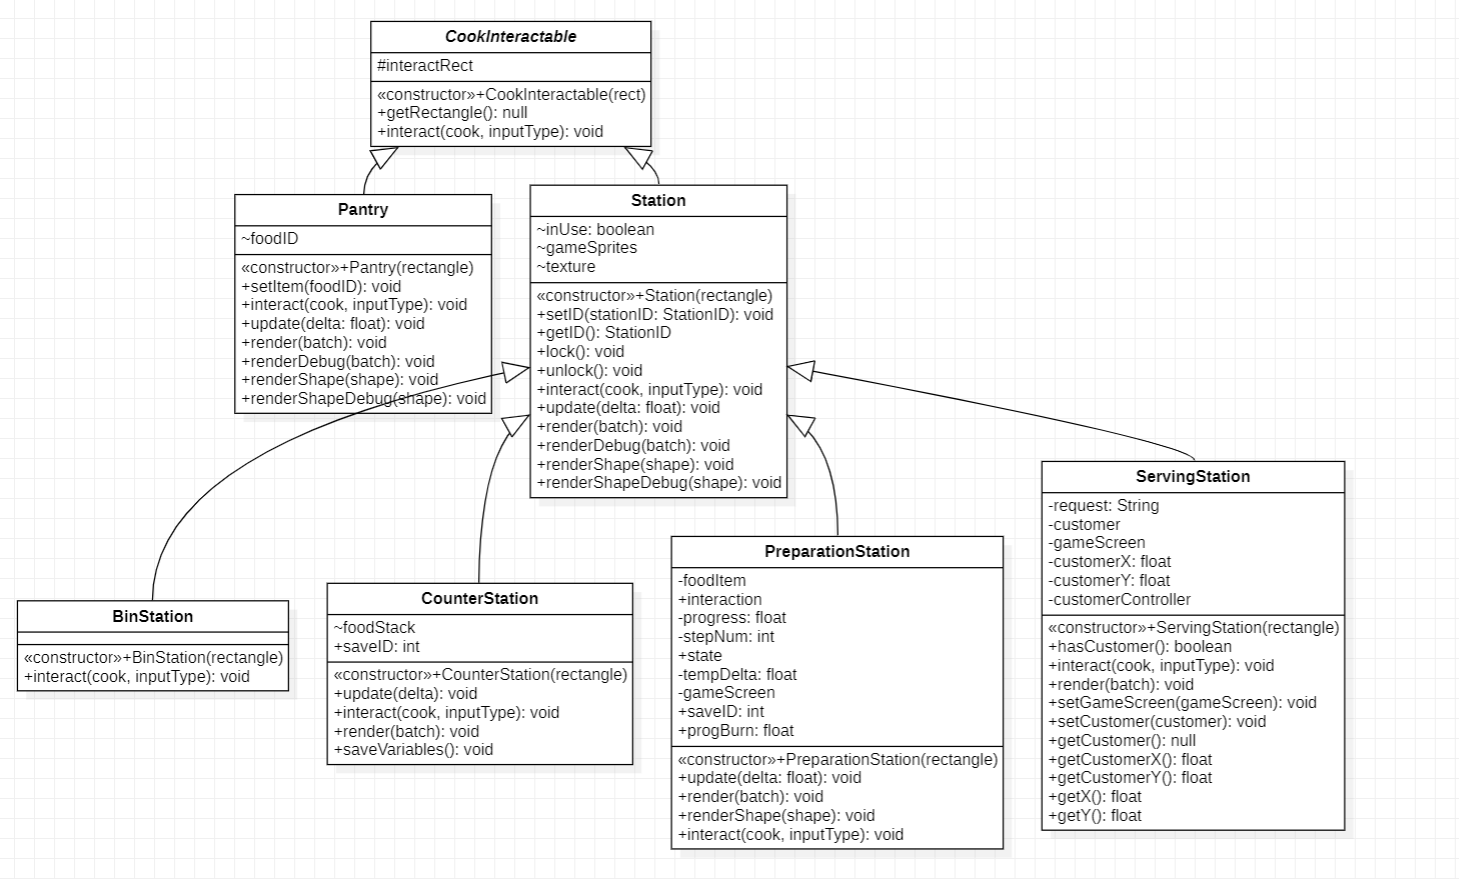 CookInteractable
#interactRect
«constructor»+CookInteractable(rect)
+getRectangle(): null
+interact(cook, inputType): void
Pantry
~foodID
«constructor»+Pantry(rectangle)
+setItem(foodID): void
+interact(cook, inputType): void
+update(delta: float): void
+render(batch): void
+renderDebug(batch): void
+renderShape(shape): void
+renderShapeDebug(shape): void
Station
~inUse: boolean
~gameSprites
~texture
«constructor»+Station(rectangle)
+setID(stationID: StationID): void
+getID(): StationID
+lock(): void
+unlock(): void
+interact(cook, inputType): void
+update(delta: float): void
+render(batch): void
+renderDebug(batch): void
+renderShape(shape): void
+renderShapeDebug(shape): void
BinStation
«constructor»+BinStation(rectangle)
+interact(cook, inputType): void
CounterStation
~foodStack
+saveID: int
«constructor»+CounterStation(rectangle)
+update(delta): void
+interact(cook, inputType): void
+render(batch): void
+saveVariables(): void
PreparationStation
-foodItem
+interaction
-progress: float
-stepNum: int
+state
-tempDelta: float
-gameScreen
+saveID: int
+progBurn: float
«constructor»+PreparationStation(rectangle)
+update(delta: float): void
+render(batch): void
+renderShape(shape): void
+interact(cook, inputType): void
ServingStation
-request: String
-customer
-gameScreen
-customerX: float
-customerY: float
-customerController
«constructor»+ServingStation(rectangle)
+hasCustomer(): boolean
+interact(cook, inputType): void
+render(batch): void
+setGameScreen(gameScreen): void
+setCustomer(customer): void
+getCustomer(): null
+getCustomerX(): float
+getCustomerY(): float
+getX(): float
+getY(): float